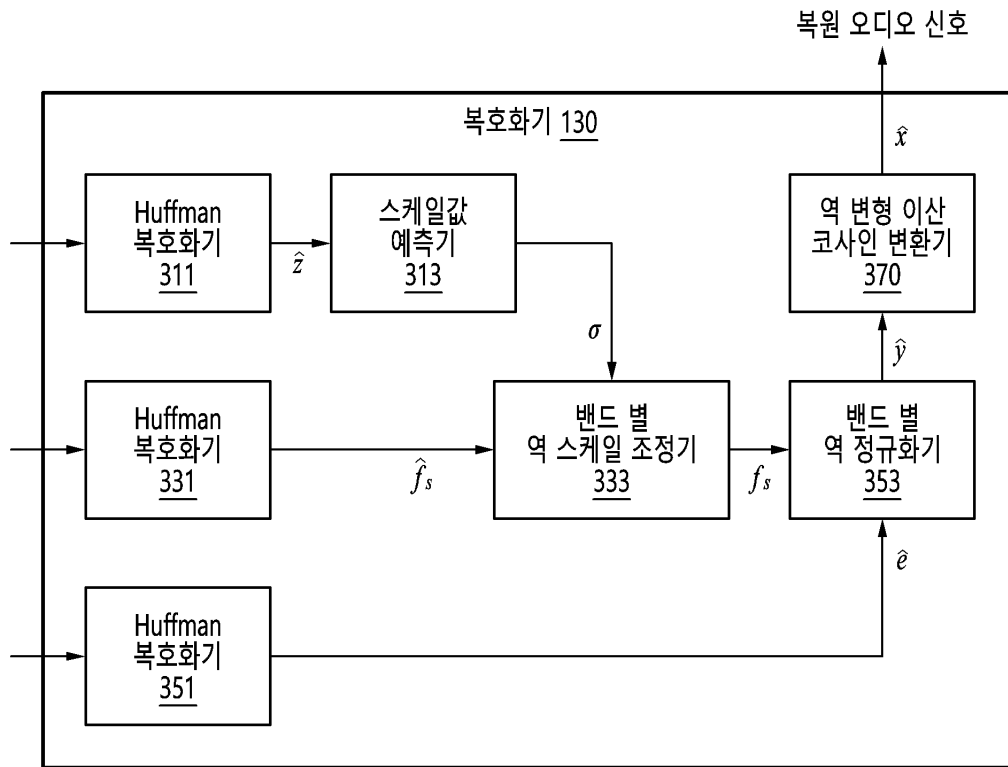 복원 오디오 신호
복호화기 130
x̂
Huffman
복호화기
311
ẑ
스케일값
예측기
313
역 변형 이산
코사인 변환기
370
σ
ŷ
Huffman
복호화기
331
f̂s
밴드 별
역 스케일 조정기
333
fs
밴드 별
역 정규화기
353
ê
Huffman
복호화기
351